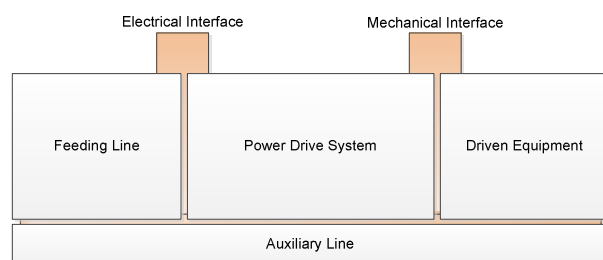 Electrical Interface
Mechanical Interface
Feeding Line
Power Drive System
Driven Equipment
Auxiliary Line